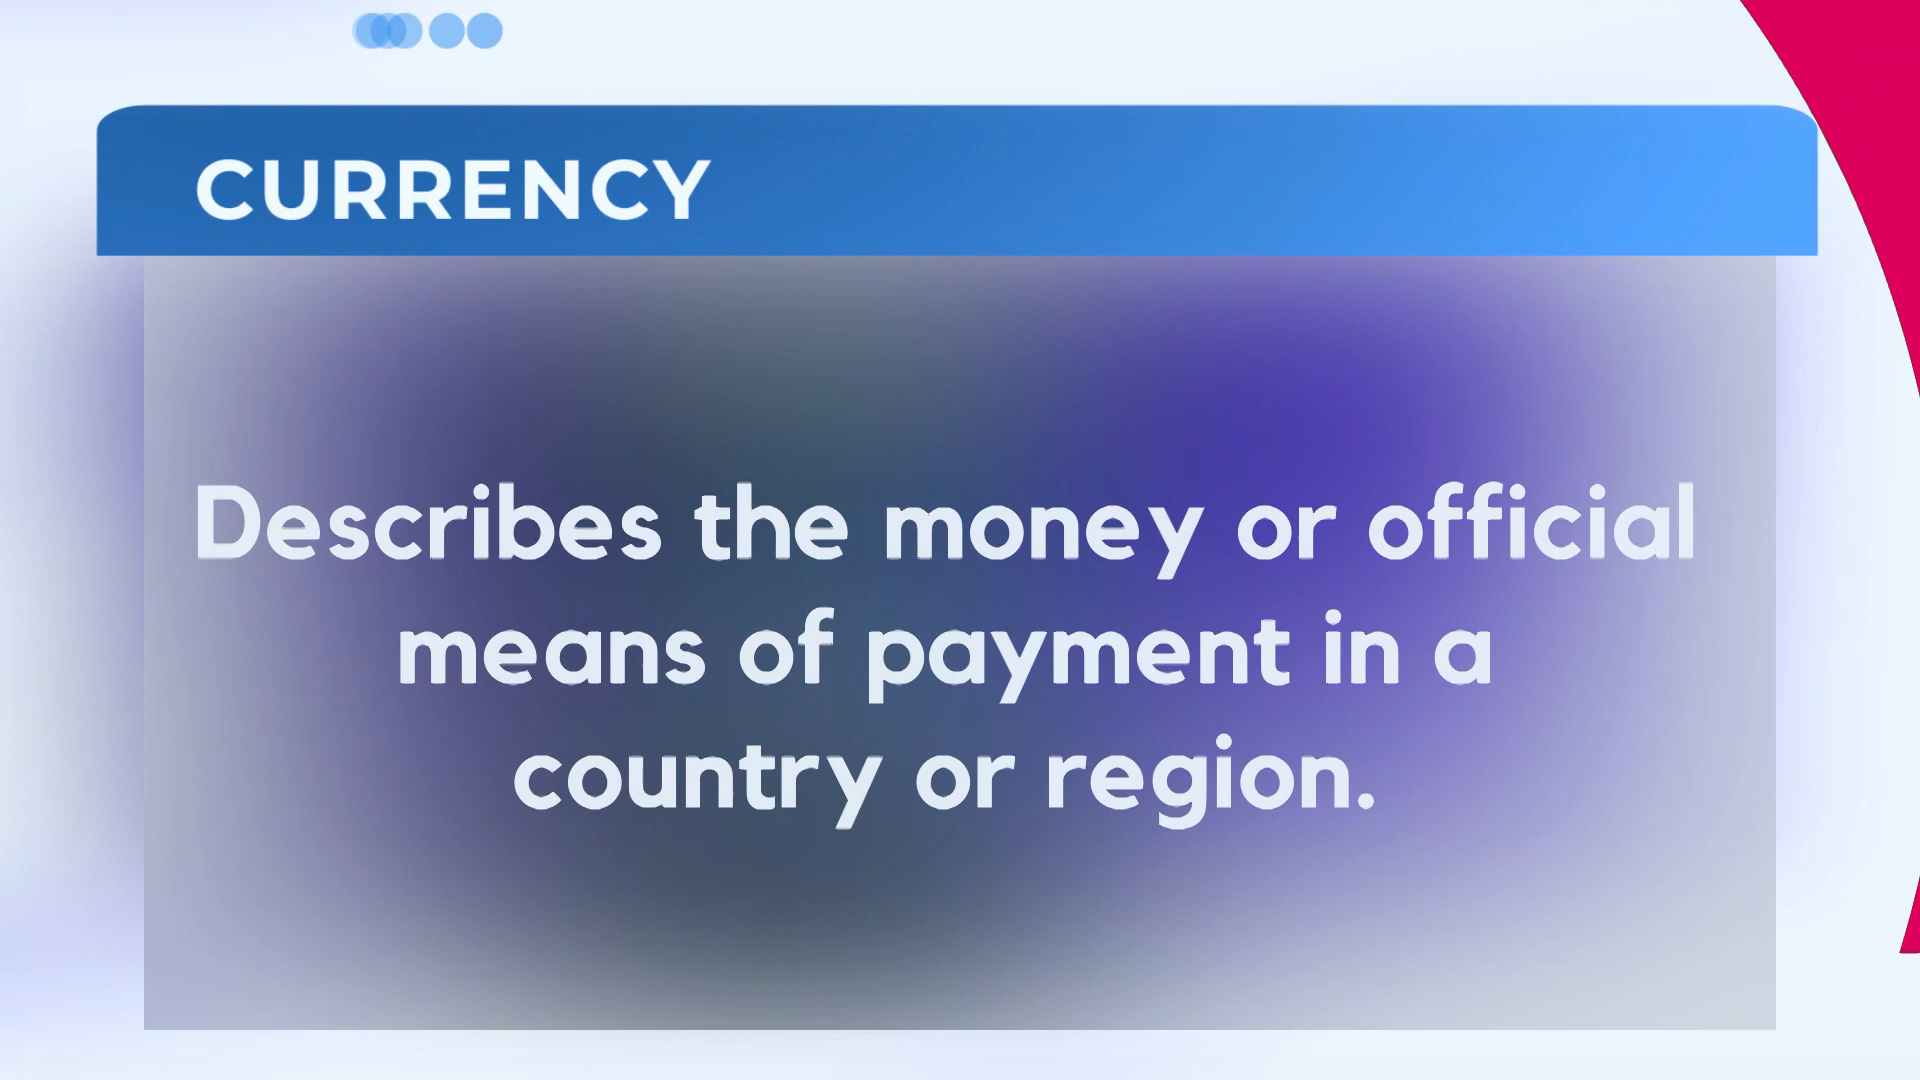 CURRENCY
Describes the money or official
means of payment in a
country or region.